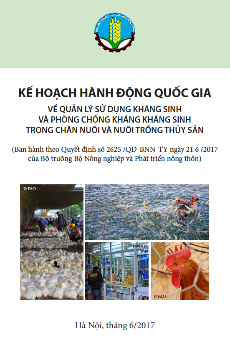 KẾ HOẠCH HÀNH ĐỘNG QUỐC GIA
VỀ QUẢN LÝ SỬ DỤNG KHÁNG SINH
VÀ PHÒNG CHỐNG KHÁNG KHÁNG SINH
TRONG CHĂN NUÔI VÀ NUÔI TRỒNG THỦY SẢN
(Ban hành theo Quyết định số 2625 /QĐ-BNN-TY ngày 21 6 /2017
của Bộ trưởng Bộ Nông nghiệp và Phát triển nông thôn)
© FAO
© FAO
Hà Nội, tháng 6/2017